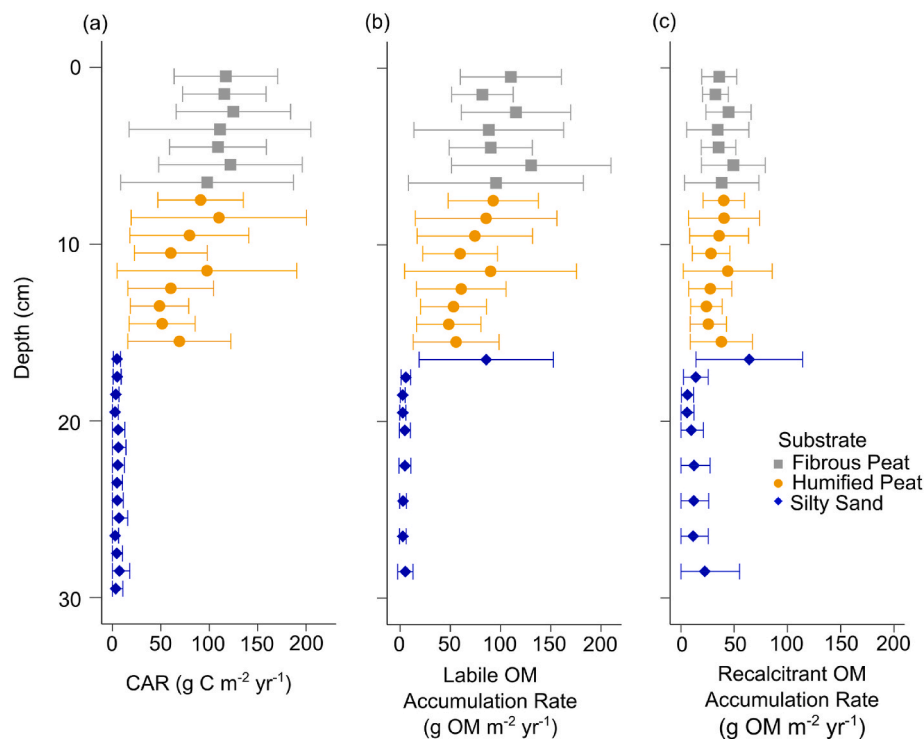 (a)
(b)
(c)
0
10
20
30
Depth (cm)
0 50 100 150 200
0 50 100 150 200
0 50 100 150 200
CAR (g C m⁻² yr⁻¹)
Labile OM
Accumulation Rate
(g OM m⁻² yr⁻¹)
Recalcitrant OM
Accumulation Rate
(g OM m⁻² yr⁻¹)
Substrate
Fibrous Peat
Humified Peat
Silty Sand